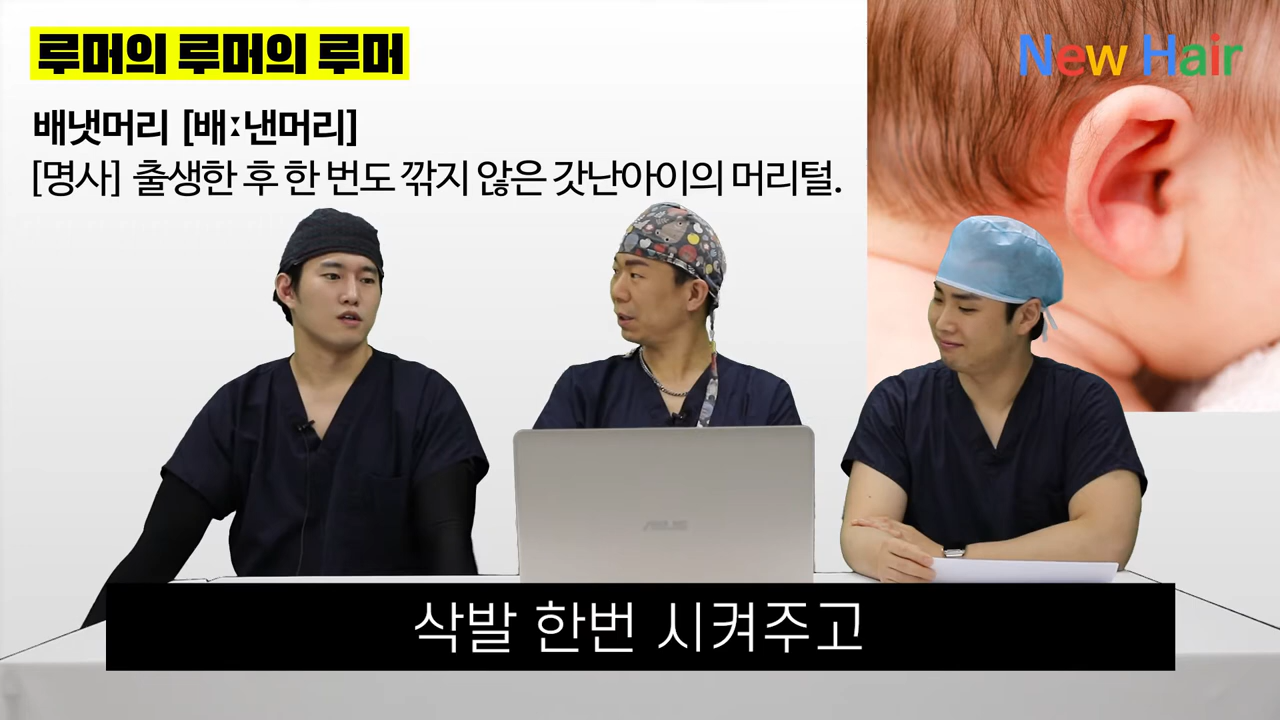 루머의 루머의 루머
New Hair
배냇머리 [배ː낸머리]
[명사] 출생한 후 한 번도 깎지 않은 갓난아이의 머리털.
ASUS
삭발 한번 시켜주고